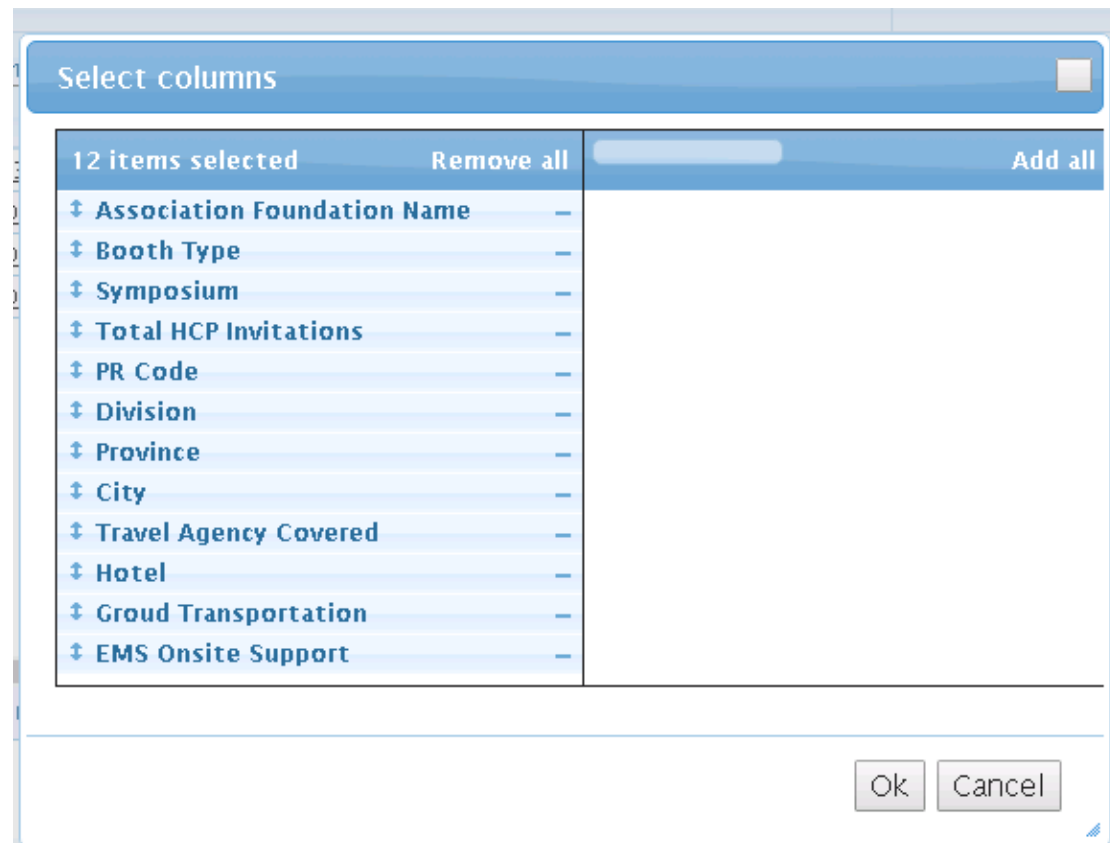 Select columns
12 items selected Remove all Add all
Association Foundation Name
Booth Type
Symposium
Total HCP Invitations
PR Code
Division
Province
City
Travel Agency Covered
Hotel
Groud Transportation
EMS Onsite Support
Ok Cancel